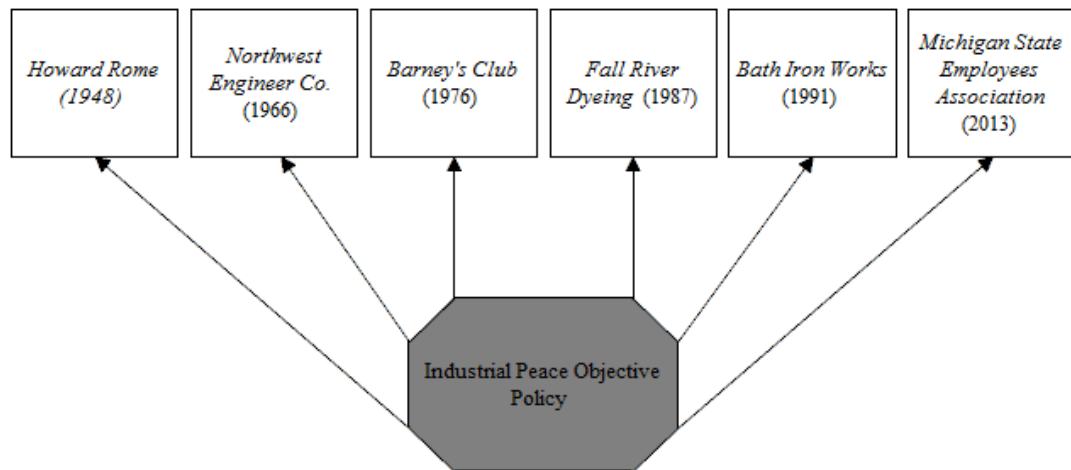 Howard Rome
(1948)
Northwest
Engineer Co.
(1966)
Barney's Club
(1976)
Fall River
Dyeing (1987)
Bath Iron Works
(1991)
Michigan State
Employees
Association
(2013)
Industrial Peace Objective
Policy